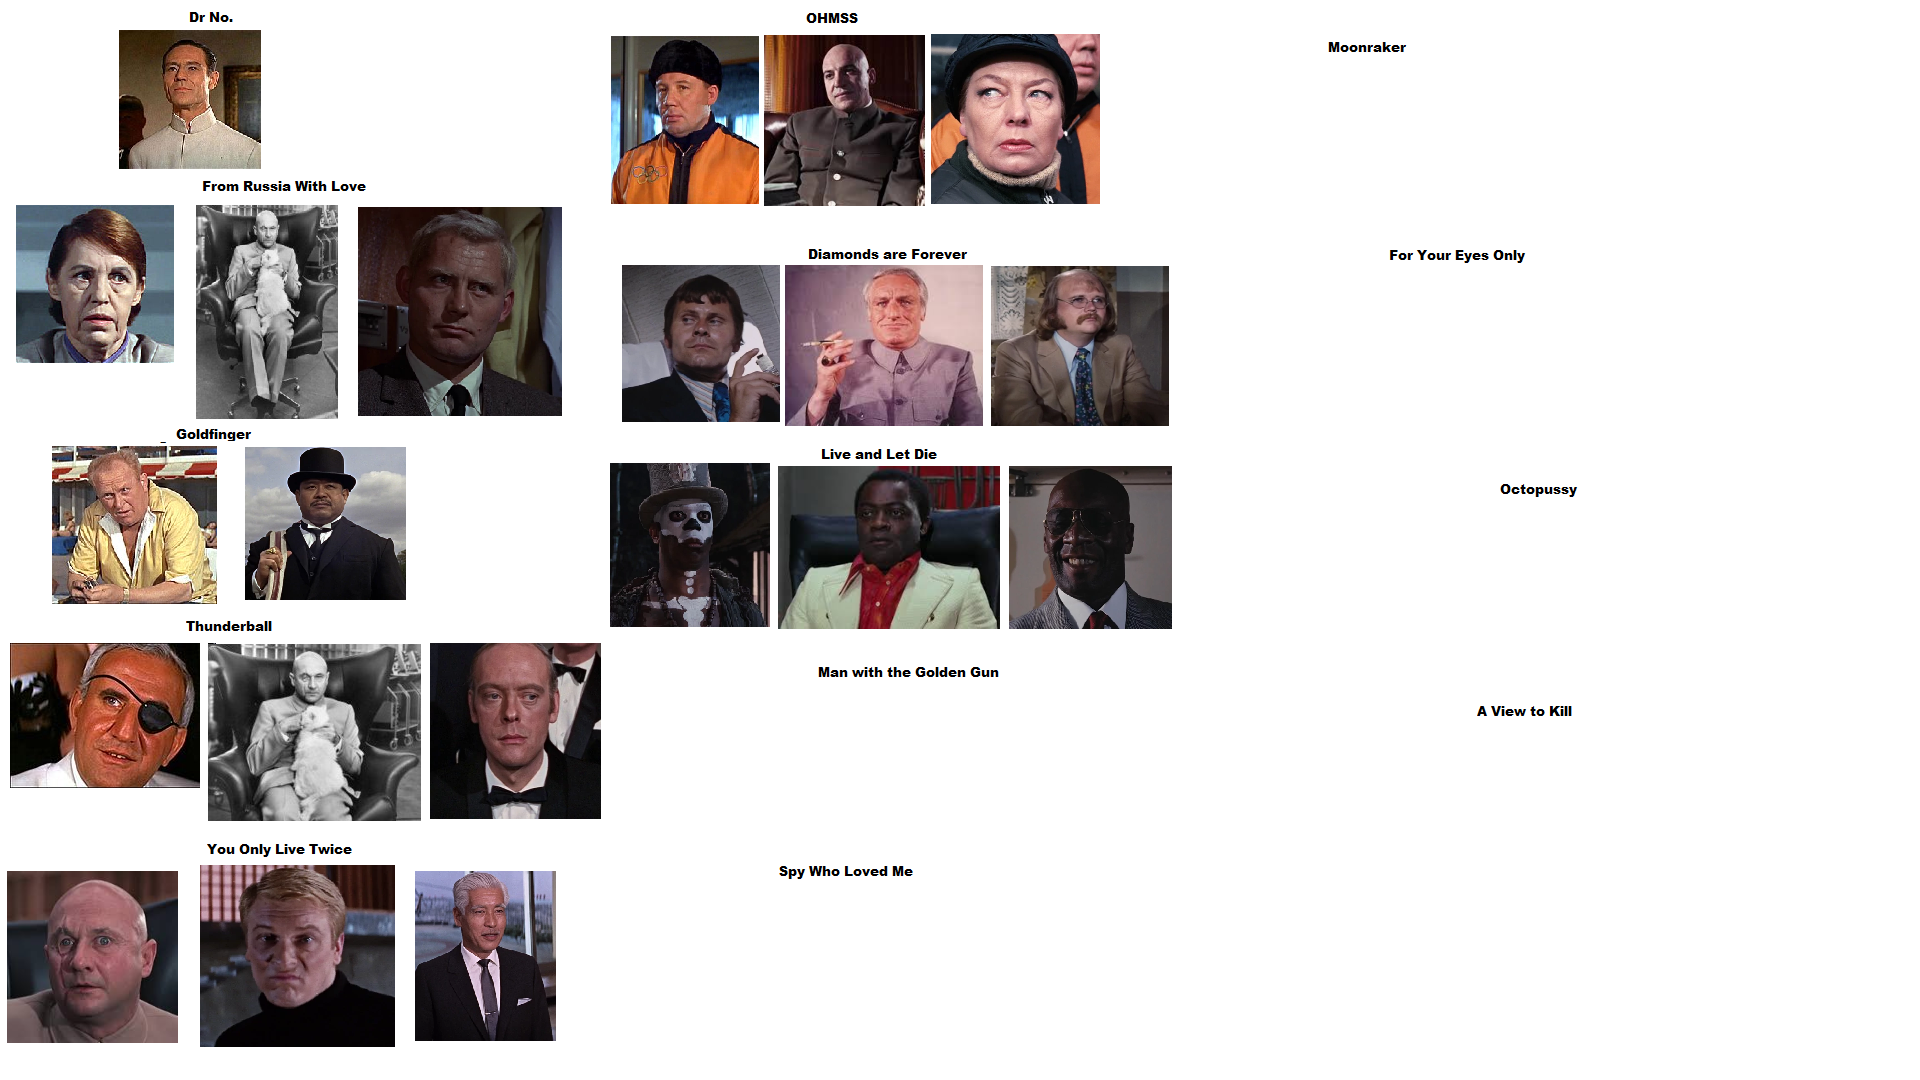 Dr No.
From Russia With Love
Goldfinger
Thunderball
You Only Live Twice
OHMSS
Diamonds are Forever
Live and Let Die
Man with the Golden Gun
Spy Who Loved Me
Moonraker
For Your Eyes Only
Octopussy
A View to Kill